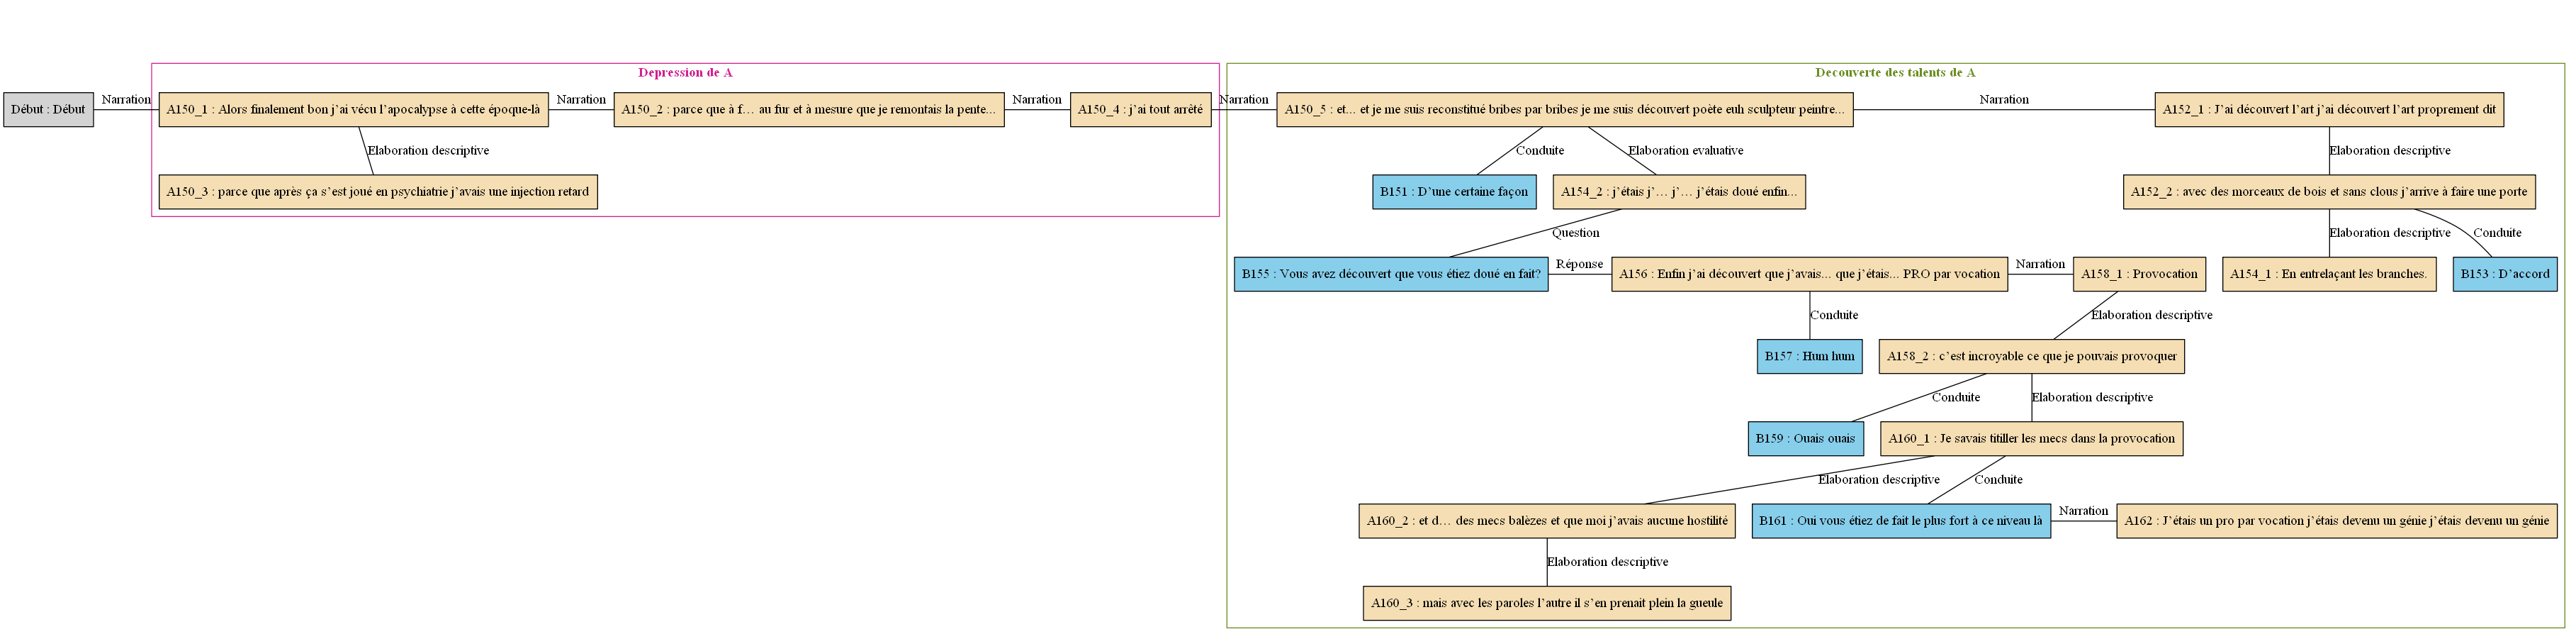 Depression de A
Decouverte des talents de A
Début : Début
Narration
A150_1 : Alors finalement bon j’ai vécu l’apocalypse à cette époque-là
Narration
A150_2 : parce que à f… au fur et à mesure que je remontais la pente...
Narration
A150_4 : j’ai tout arrêté
Narration
A150_5 : et... et je me suis reconstitué bribes par bribes je me suis découvert poète euh sculpteur peintre...
Narration
A152_1 : J’ai découvert l’art j’ai découvert l’art proprement dit
Elaboration descriptive
Conduite
Elaboration evaluative
Elaboration descriptive
A150_3 : parce que après ça s’est joué en psychiatrie j’avais une injection retard
B151 : D’une certaine façon
A154_2 : j’étais j’… j’… j’étais doué enfin...
A152_2 : avec des morceaux de bois et sans clous j’arrive à faire une porte
Question
Elaboration descriptive
Conduite
B155 : Vous avez découvert que vous étiez doué en fait?
Réponse
A156 : Enfin j’ai découvert que j’avais... que j’étais... PRO par vocation
Narration
A158_1 : Provocation
A154_1 : En entrelaçant les branches.
B153 : D’accord
Conduite
Elaboration descriptive
B157 : Hum hum
A158_2 : c’est incroyable ce que je pouvais provoquer
Conduite
Elaboration descriptive
B159 : Ouais ouais
A160_1 : Je savais titiller les mecs dans la provocation
Elaboration descriptive
Conduite
A160_2 : et d… des mecs balèzes et que moi j’avais aucune hostilité
B161 : Oui vous étiez de fait le plus fort à ce niveau là
Narration
A162 : J’étais un pro par vocation j’étais devenu un génie j’étais devenu un génie
Elaboration descriptive
A160_3 : mais avec les paroles l’autre il s’en prenait plein la gueule